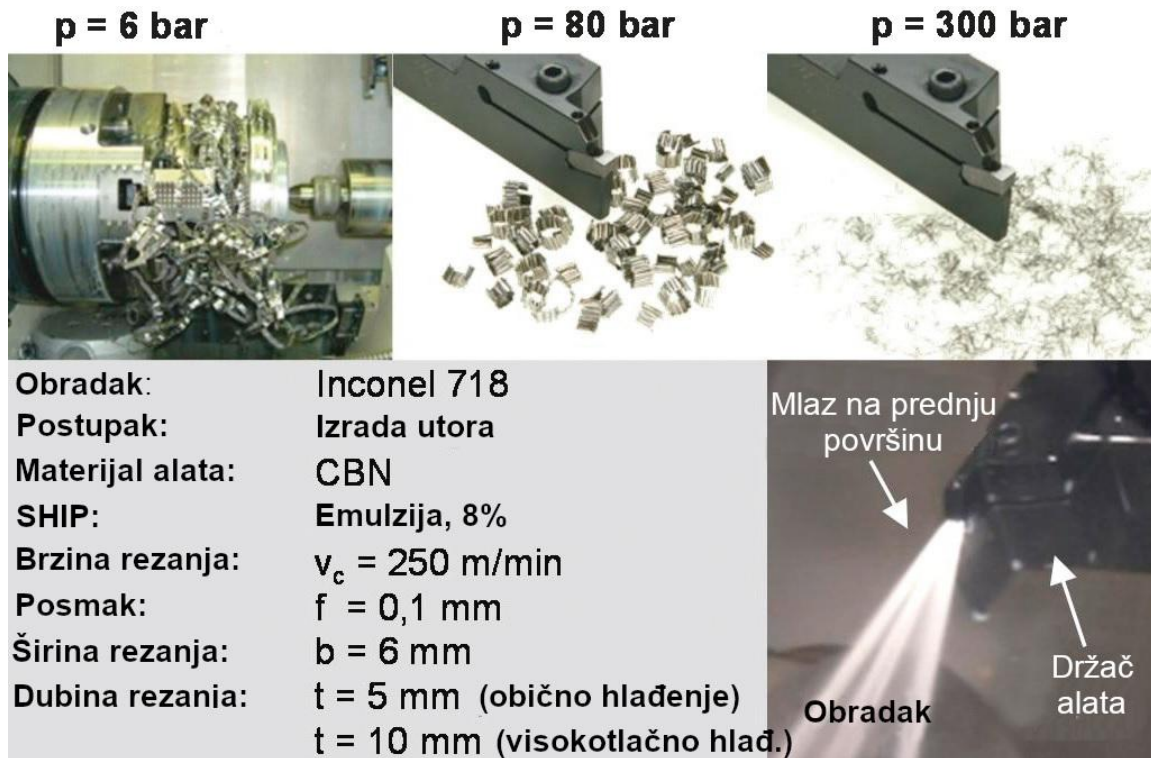 p = 6 bar
p = 80 bar
p = 300 bar
Obradak: Inconel 718
Postupak: Izrada utora
Materijal alata: CBN
SHIP: Emulzija, 8%
Brzina rezanja: vc = 250 m/min
Posmak: f = 0,1 mm
Širina rezanja: b = 6 mm
Dubina rezanja: t = 5 mm (obično hlađenje)
t = 10 mm (visokotlačno hlađ.)
Mlaz na prednju
površinu
Držač
alata
Obradak